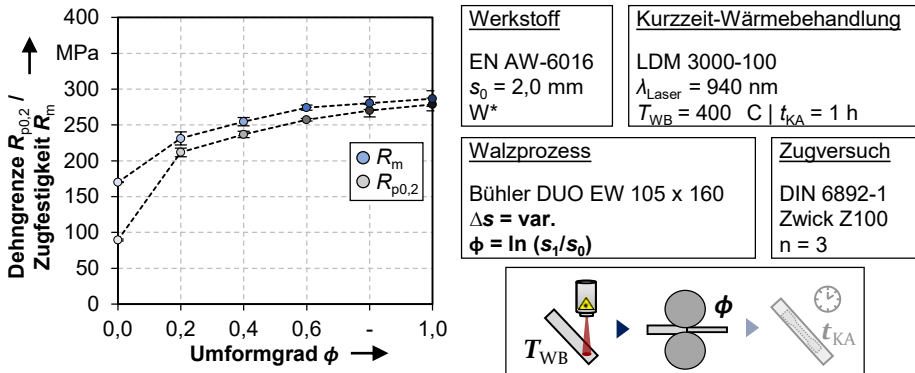 Dehngrenze Rp0,2 /
Zugfestigkeit Rm
400
MPa
300
250
200
150
100
50
0
0,0
0,2
0,4
0,6
-
1,0
Umformgrad ϕ
Rm
Rp0,2
Werkstoff
EN AW-6016
s0 = 2,0 mm
W*
Kurzzeit-Wärmebehandlung
LDM 3000-100
λLaser = 940 nm
TWB = 400 C | tKA = 1 h
Walzprozess
Bühler DUO EW 105 x 160
Δs = var.
ϕ = ln (s1/s0)
Zugversuch
DIN 6892-1
Zwick Z100
n = 3
TWB
ϕ
tKA